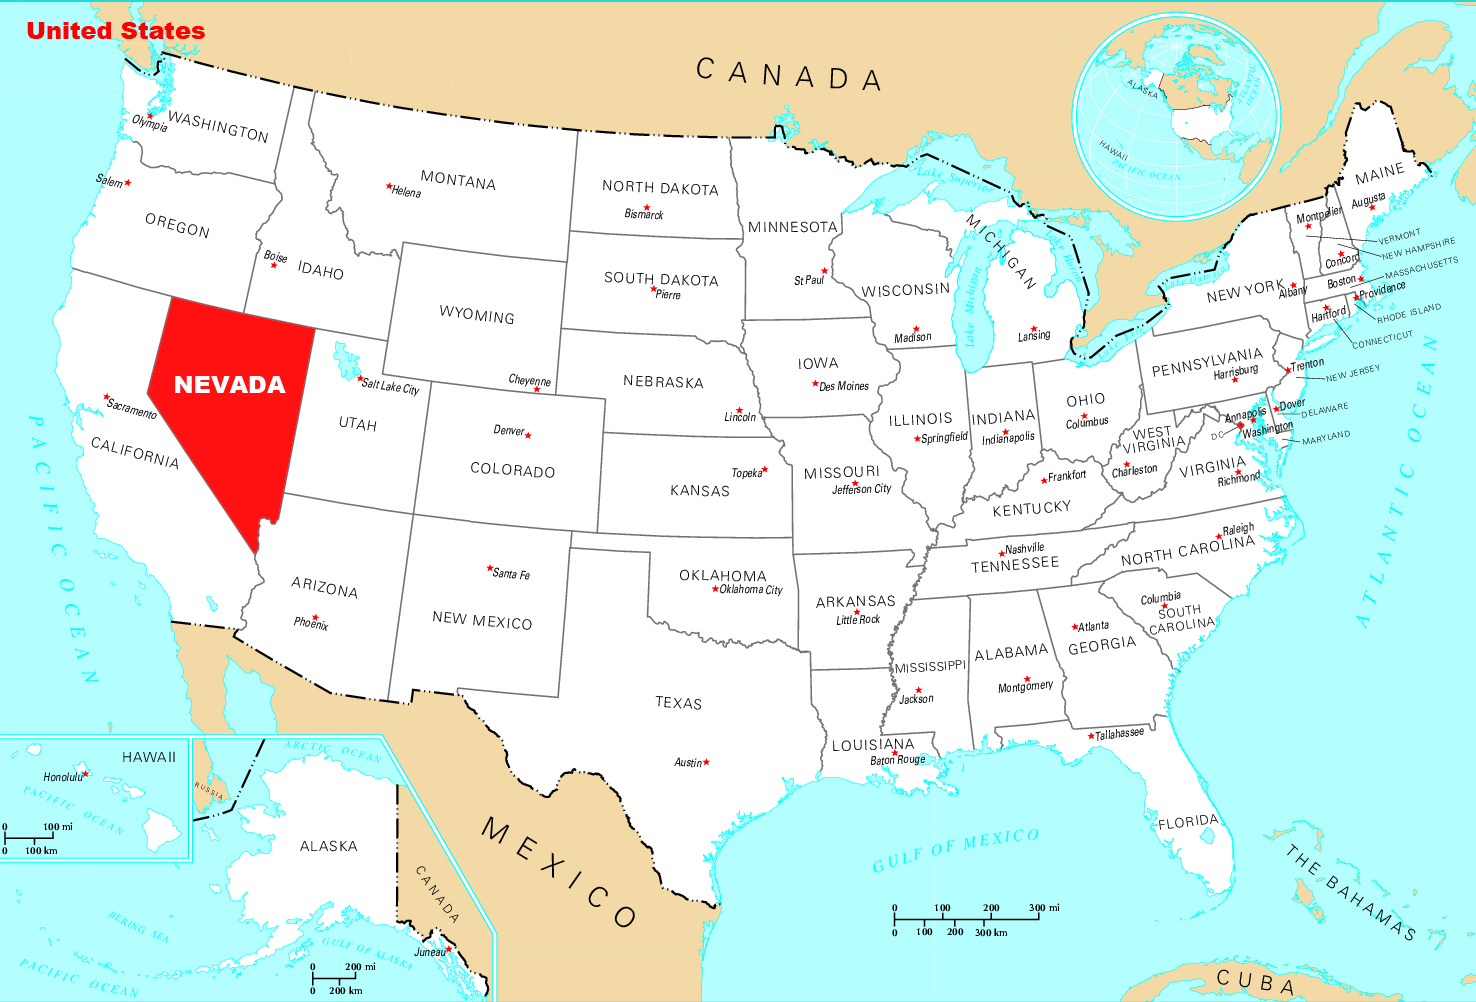 United States
CANADA
ALASKA
HAWAII
PACIFIC OCEAN
WASHINGTON
Olympia
Salem
OREGON
Boise
IDAHO
MONTANA
Helena
NORTH DAKOTA
Bismarck
MINNESOTA
St Paul
Lake Superior
MICHIGAN
Lake Michigan
Lansing
WISCONSIN
Madison
MAINE
Augusta
Montpelier
VERMONT
NEW HAMPSHIRE
Concord
MASSACHUSETTS
Boston
Providence
RHODE ISLAND
Hartford
CONNECTICUT
NEW YORK
Albany
SOUTH DAKOTA
Pierre
WYOMING
Cheyenne
NEVADA
Salt Lake City
UTAH
Sacramento
CALIFORNIA
Denver
COLORADO
NEBRASKA
Lincoln
IOWA
Des Moines
ILLINOIS
Springfield
INDIANA
Indianapolis
OHIO
Columbus
PENNSYLVANIA
Harrisburg
Trenton
NEW JERSEY
Dover
DELAWARE
Annapolis
Washington
DC
MARYLAND
WEST
VIRGINIA
Charleston
VIRGINIA
Richmond
KANSAS
Topeka
MISSOURI
Jefferson City
KENTUCKY
Frankfort
Nashville
TENNESSEE
Raleigh
NORTH CAROLINA
Columbia
SOUTH
CAROLINA
ARIZONA
Phoenix
Santa Fe
NEW MEXICO
OKLAHOMA
Oklahoma City
ARKANSAS
Little Rock
MISSISSIPPI
Jackson
ALABAMA
Montgomery
Atlanta
GEORGIA
Tallahassee
FLORIDA
TEXAS
Austin
LOUISIANA
Baton Rouge
PACIFIC OCEAN
ATLANTIC OCEAN
GULF OF MEXICO
MEXICO
THE BAHAMAS
CUBA
HAWAII
Honolulu
PACIFIC OCEAN
0 100 mi
0 100 km
ARCTIC OCEAN
RUSSIA
ALASKA
CANADA
Juneau
BERING SEA
GULF OF ALASKA
PACIFIC OCEAN
0 200 mi
0 200 km
0 100 200 300 mi
0 100 200 300 km